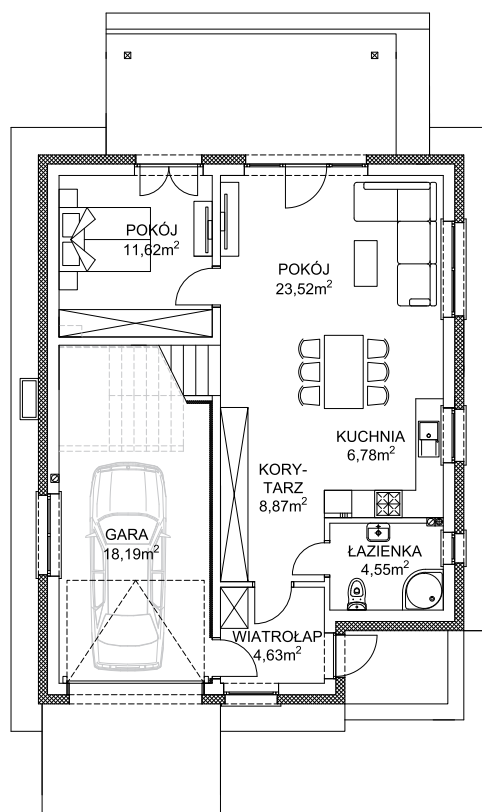 POKÓJ
11,62m²
POKÓJ
23,52m²
KUCHNIA
6,78m²
KORY-
TARZ
8,87m²
GARA
18,19m²
ŁAZIENKA
4,55m²
WIATROŁAP
4,63m²